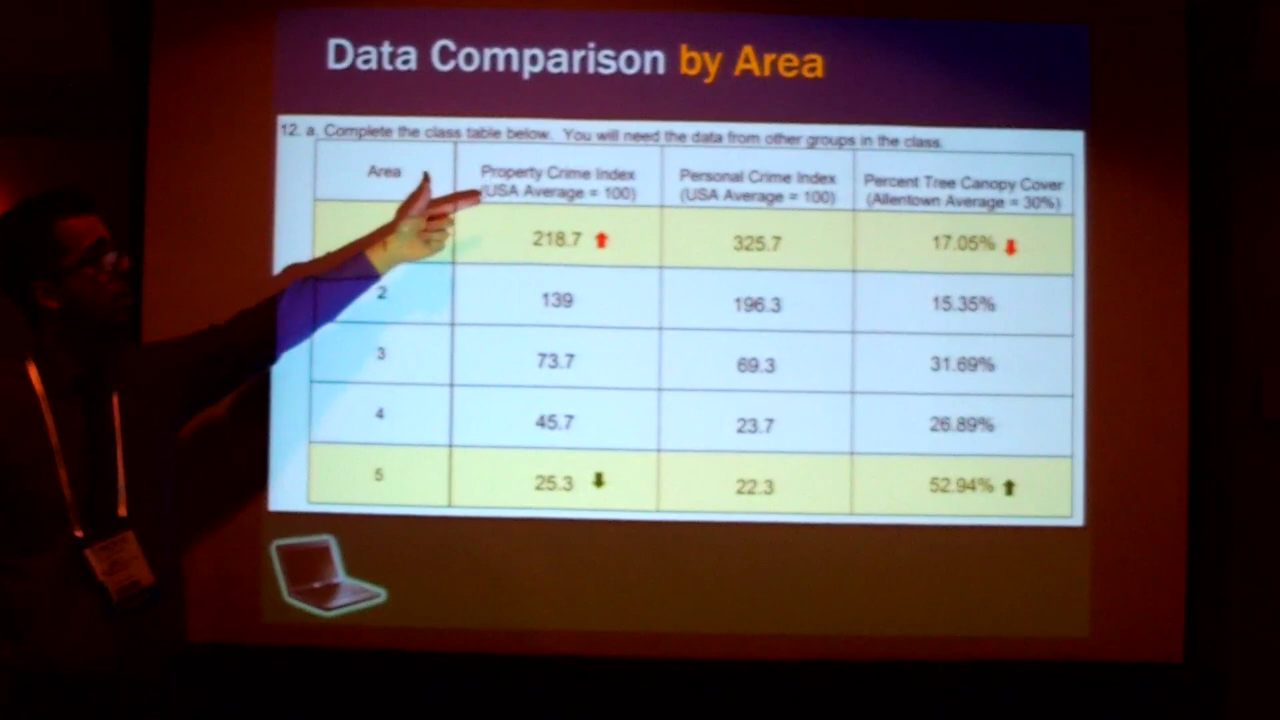 Data Comparison by Area
12. a. Complete the class table below. You will need the data from other groups in the class.
Area Property Crime Index (USA Average = 100) Personal Crime Index (USA Average = 100) Percent Tree Canopy Cover (Allentown Average = 30%)
218.7 325.7 17.05%
2 139 196.3 15.35%
3 73.7 69.3 31.69%
4 45.7 23.7 26.89%
5 25.3 22.3 52.94%